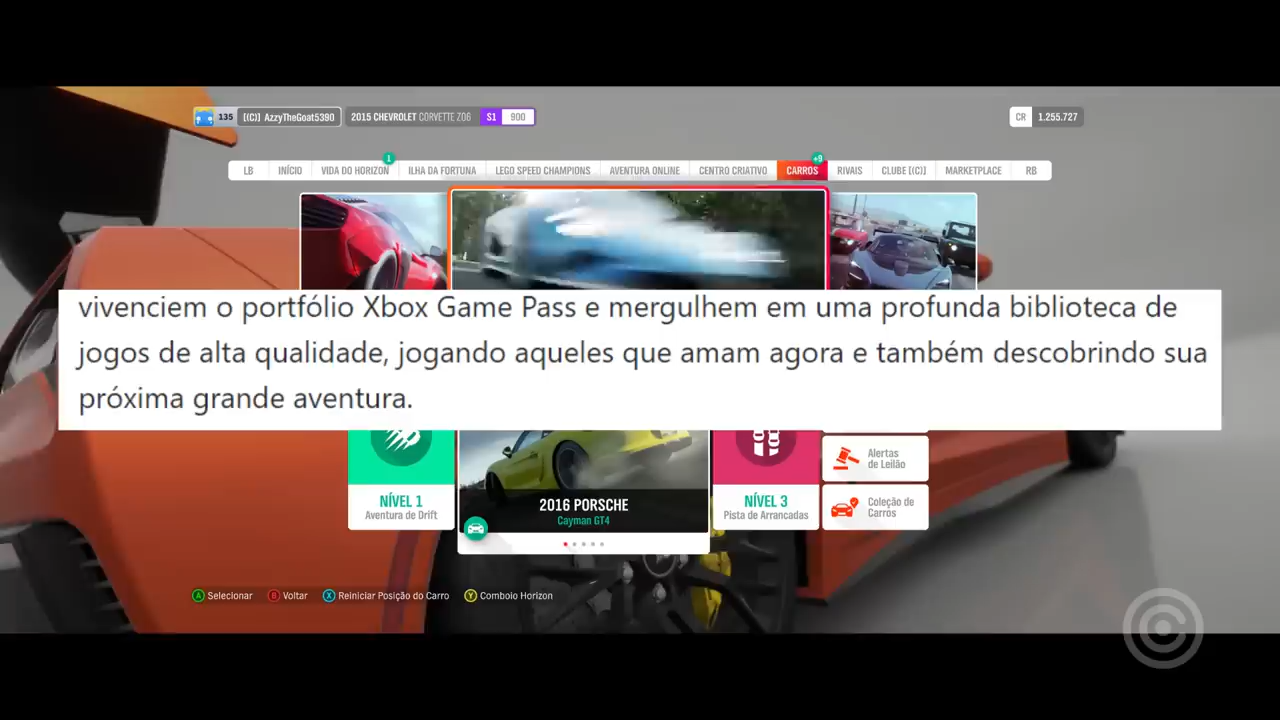 135 [(C)] AzzyTheGoat5390 2015 CHEVROLET CORVETTE Z06 S1 900
CR 1.255.727
1 +9
LB INÍCIO VIDA DO HORIZON ILHA DA FORTUNA LEGO SPEED CHAMPIONS AVENTURA ONLINE CENTRO CRIATIVO CARROS RIVAIS CLUBE [(C)] MARKETPLACE RB
vivenciem o portfólio Xbox Game Pass e mergulhem em uma profunda biblioteca de
jogos de alta qualidade, jogando aqueles que amam agora e também descobrindo sua
próxima grande aventura.
NÍVEL 1
Aventura de Drift
2016 PORSCHE
Cayman GT4
NÍVEL 3
Pista de Arrancadas
Alertas
de Leilão
Coleção de
Carros
A Selecionar B Voltar X Reiniciar Posição do Carro Y Comboio Horizon